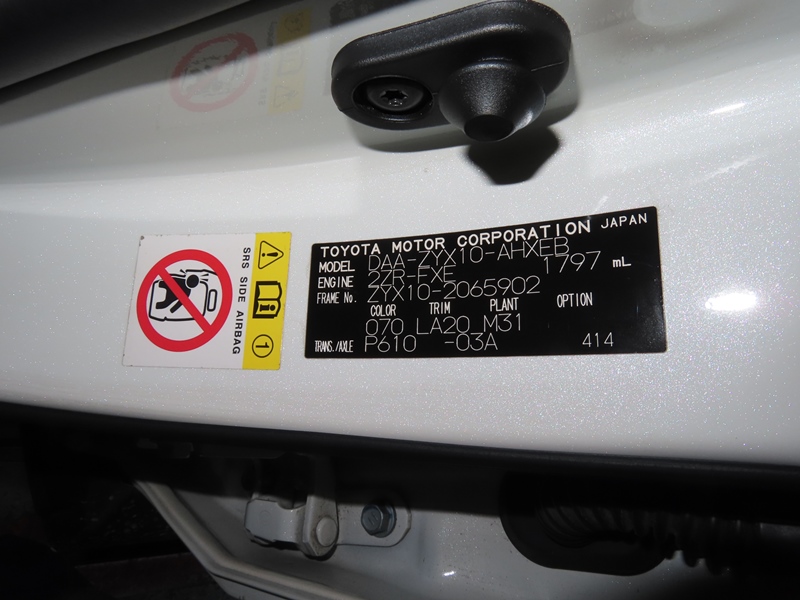 TOYOTA MOTOR CORPORATION JAPAN
MODEL DAA-ZYX10-AHXEB
ENGINE 2ZR-FXE 1797 mL
FRAME No. ZYX10-2065902
COLOR TRIM PLANT OPTION
070 LA20 M31
TRANS./AXLE P610 -03A 414
SRS SIDE AIRBAG
1